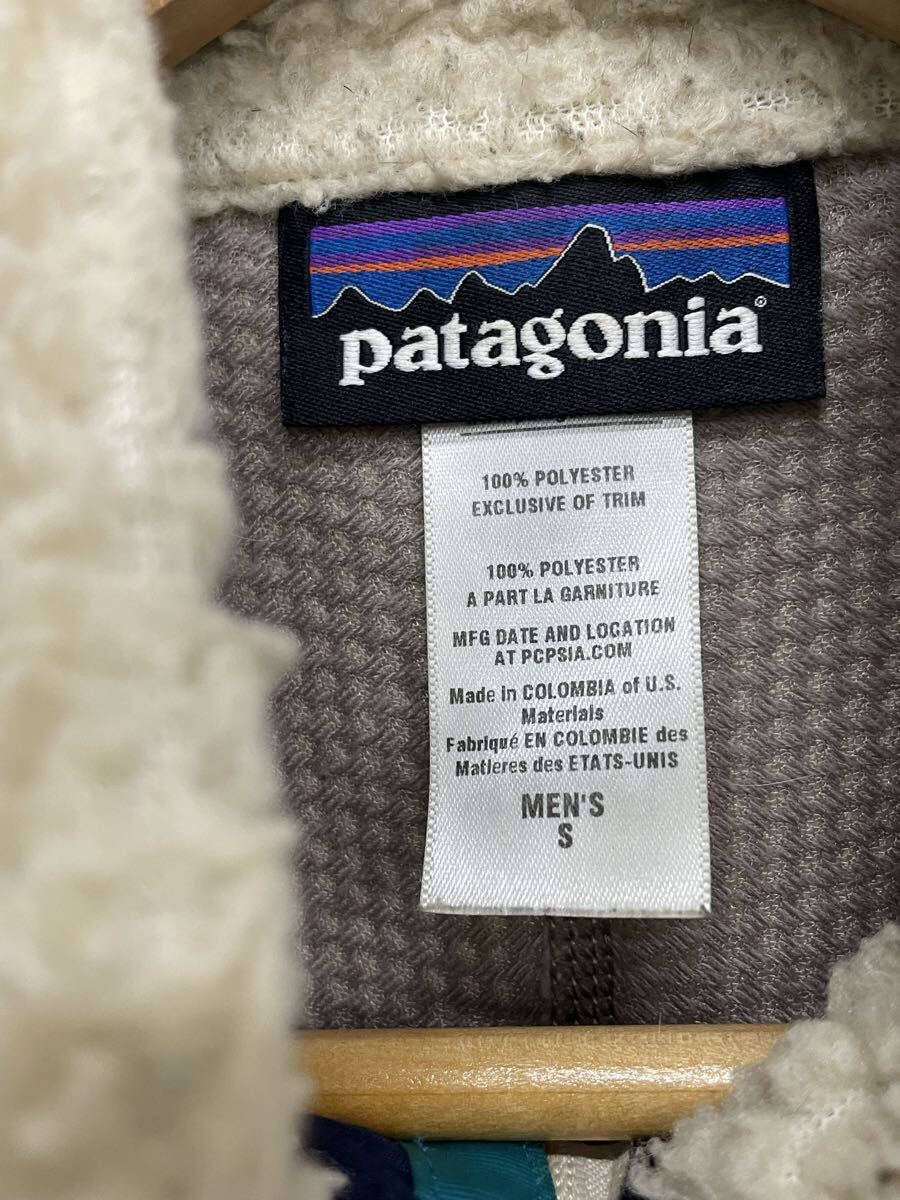 patagonia®
100% POLYESTER
EXCLUSIVE OF TRIM
100% POLYESTER
A PART LA GARNITURE
MFG DATE AND LOCATION
AT PCPSIA.COM
Made in COLOMBIA of U.S.
Materials
Fabriqué EN COLOMBIE des
Matieres des ETATS-UNIS
MEN'S
S